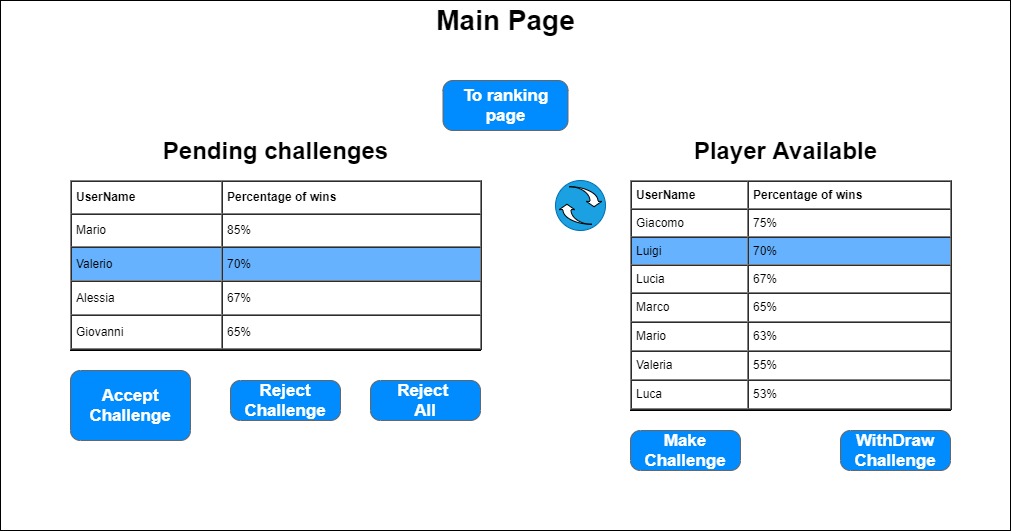 Main Page
To ranking
page
Pending challenges
UserName Percentage of wins
Mario 85%
Valerio 70%
Alessia 67%
Giovanni 65%
Accept
Challenge
Reject
Challenge
Reject
All
Player Available
UserName Percentage of wins
Giacomo 75%
Luigi 70%
Lucia 67%
Marco 65%
Mario 63%
Valeria 55%
Luca 53%
Make
Challenge
WithDraw
Challenge